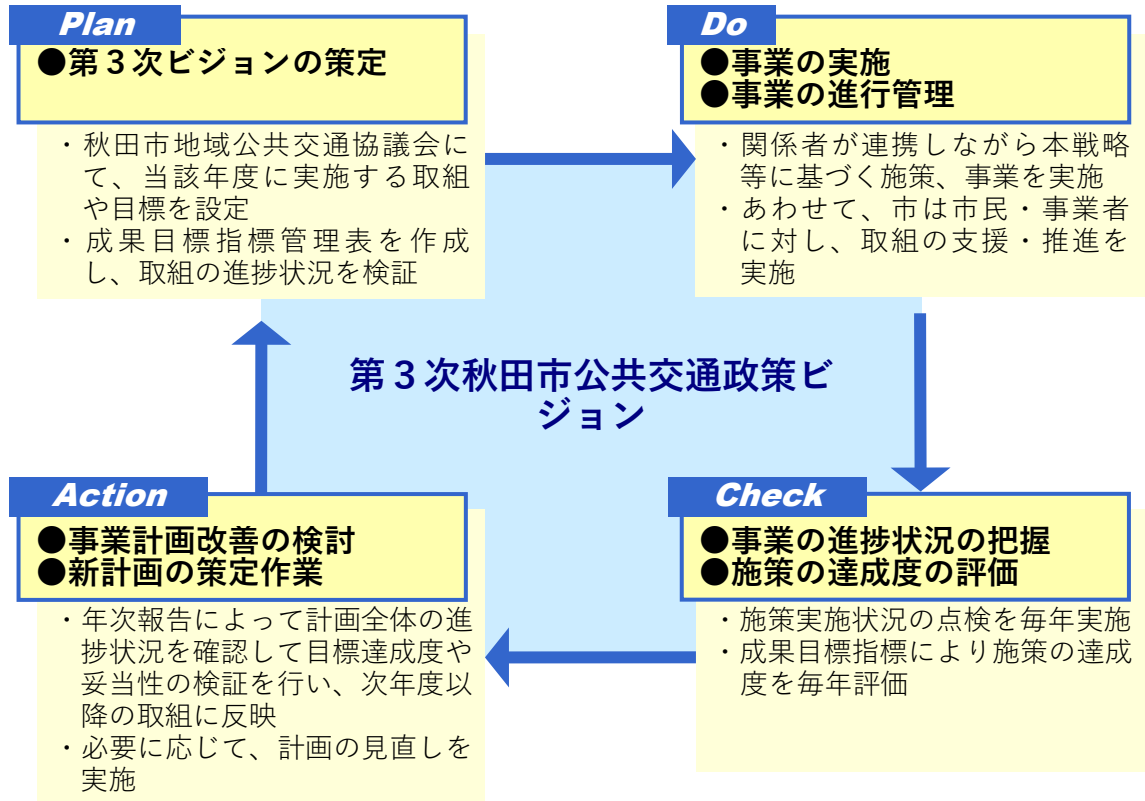 Plan
●第３次ビジョンの策定
・秋田市地域公共交通協議会に
て、当該年度に実施する取組
や目標を設定
・成果目標指標管理表を作成
し、取組の進捗状況を検証
Do
●事業の実施
●事業の進行管理
・関係者が連携しながら本戦略
等に基づく施策、事業を実施
・あわせて、市は市民・事業者
に対し、取組の支援・推進を
実施
第３次秋田市公共交通政策ビ
ジョン
Action
●事業計画改善の検討
●新計画の策定作業
・年次報告によって計画全体の進
捗状況を確認して目標達成度や
妥当性の検証を行い、次年度以
降の取組に反映
・必要に応じて、計画の見直しを
実施
Check
●事業の進捗状況の把握
●施策の達成度の評価
・施策実施状況の点検を毎年実施
・成果目標指標により施策の達成
度を毎年評価